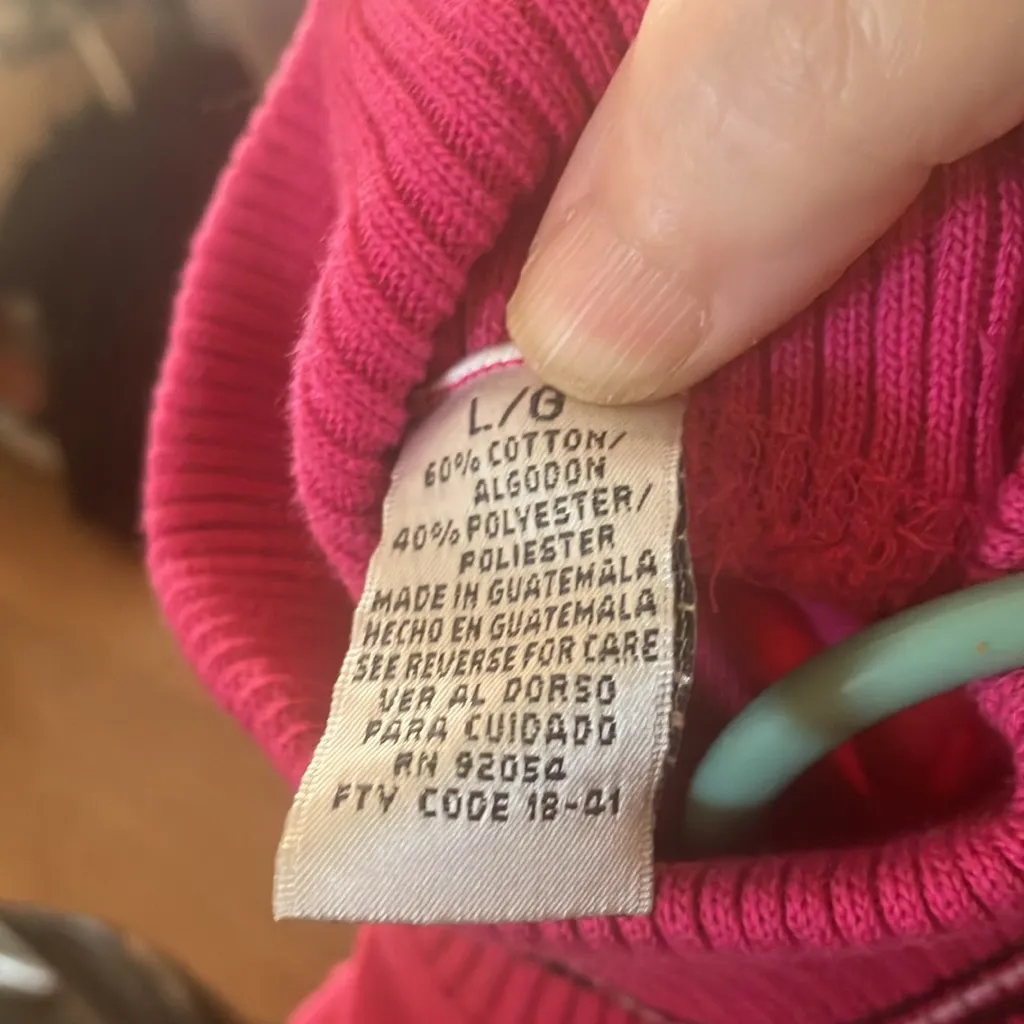 L/G
60% COTTON/
ALGODON
40% POLYESTER/
POLIESTER
MADE IN GUATEMALA
HECHO EN GUATEMALA
SEE REVERSE FOR CARE
VER AL DORSO
PARA CUIDADO
RN 92054
FTY CODE 18-41